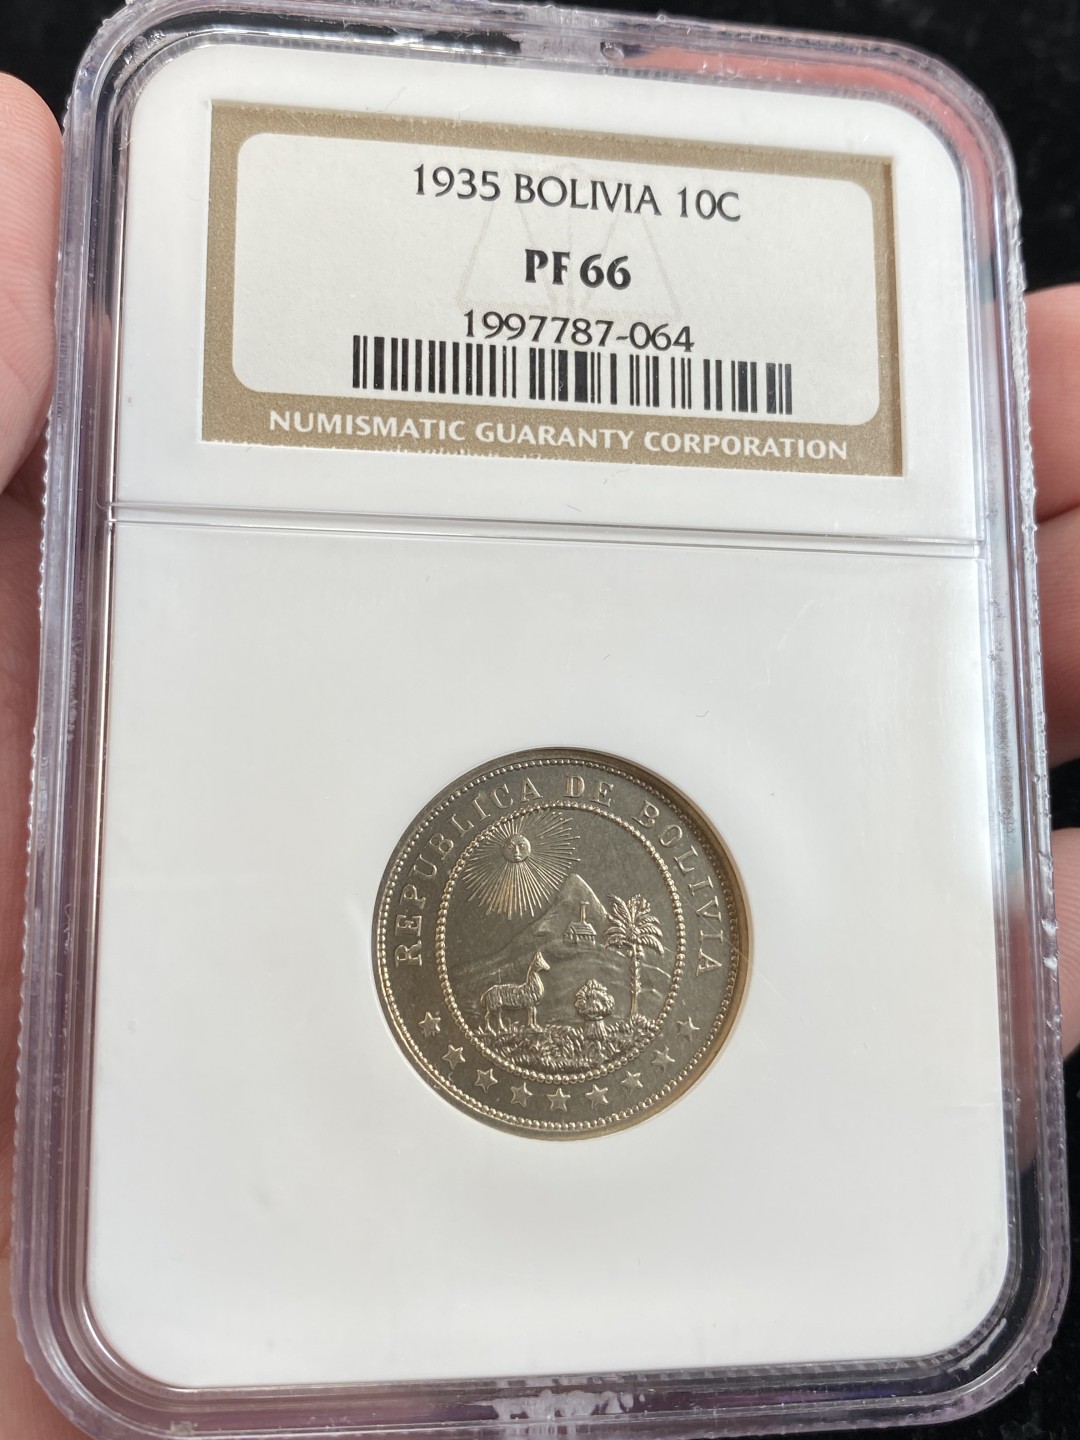 1935 BOLIVIA 10C
PF 66
1997787-064
NUMISMATIC GUARANTY CORPORATION
REPUBLICA DE BOLIVIA